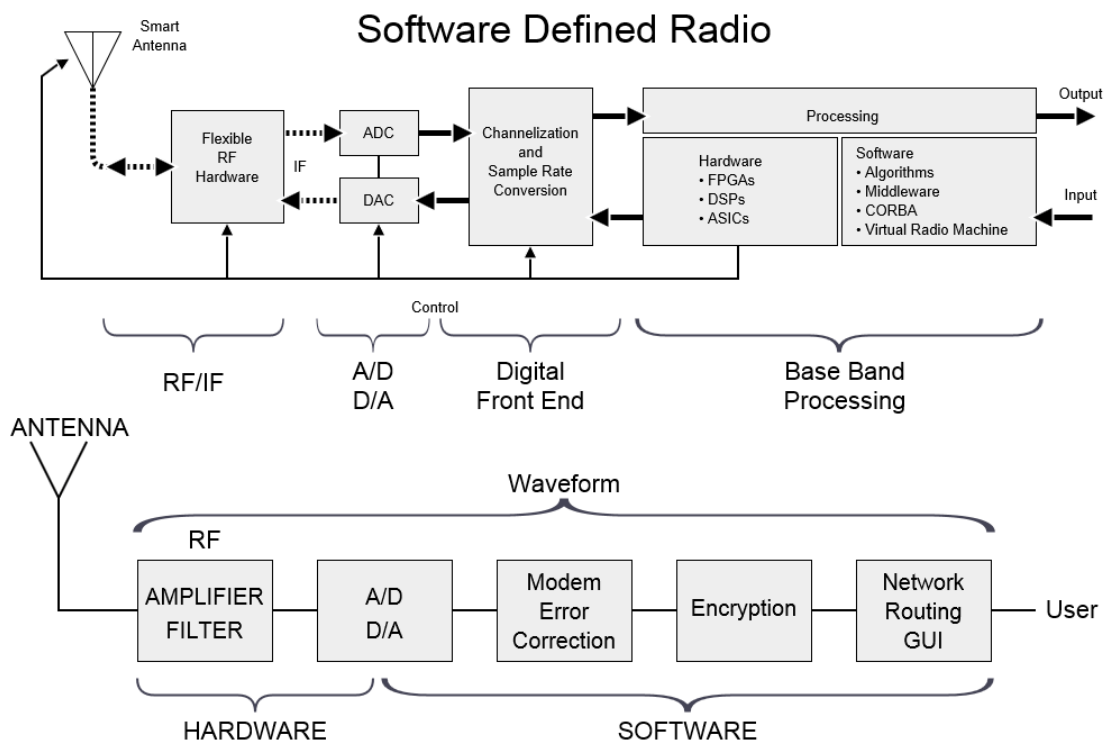 Software Defined Radio
Smart
Antenna
Flexible
RF
Hardware
IF
ADC
DAC
Channelization
and
Sample Rate
Conversion
Processing
Hardware
• FPGAs
• DSPs
• ASICs
Software
• Algorithms
• Middleware
• CORBA
• Virtual Radio Machine
Output
Input
Control
RF/IF
A/D
D/A
Digital
Front End
Base Band
Processing
ANTENNA
Waveform
RF
AMPLIFIER
FILTER
A/D
D/A
Modem
Error
Correction
Encryption
Network
Routing
GUI
User
HARDWARE
SOFTWARE